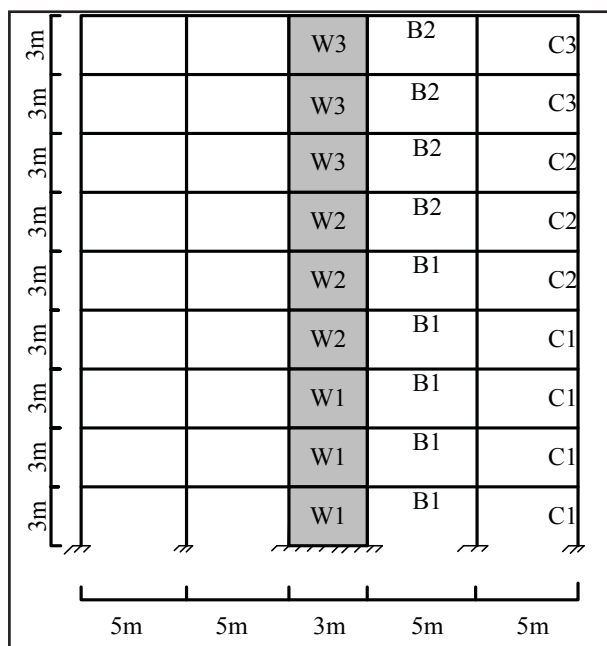 3m W3 B2 C3
3m W3 B2 C3
3m W3 B2 C2
3m W2 B2 C2
3m W2 B1 C2
3m W2 B1 C1
3m W1 B1 C1
3m W1 B1
3m W1 B1 C1
5m 5m 3m 5m 5m